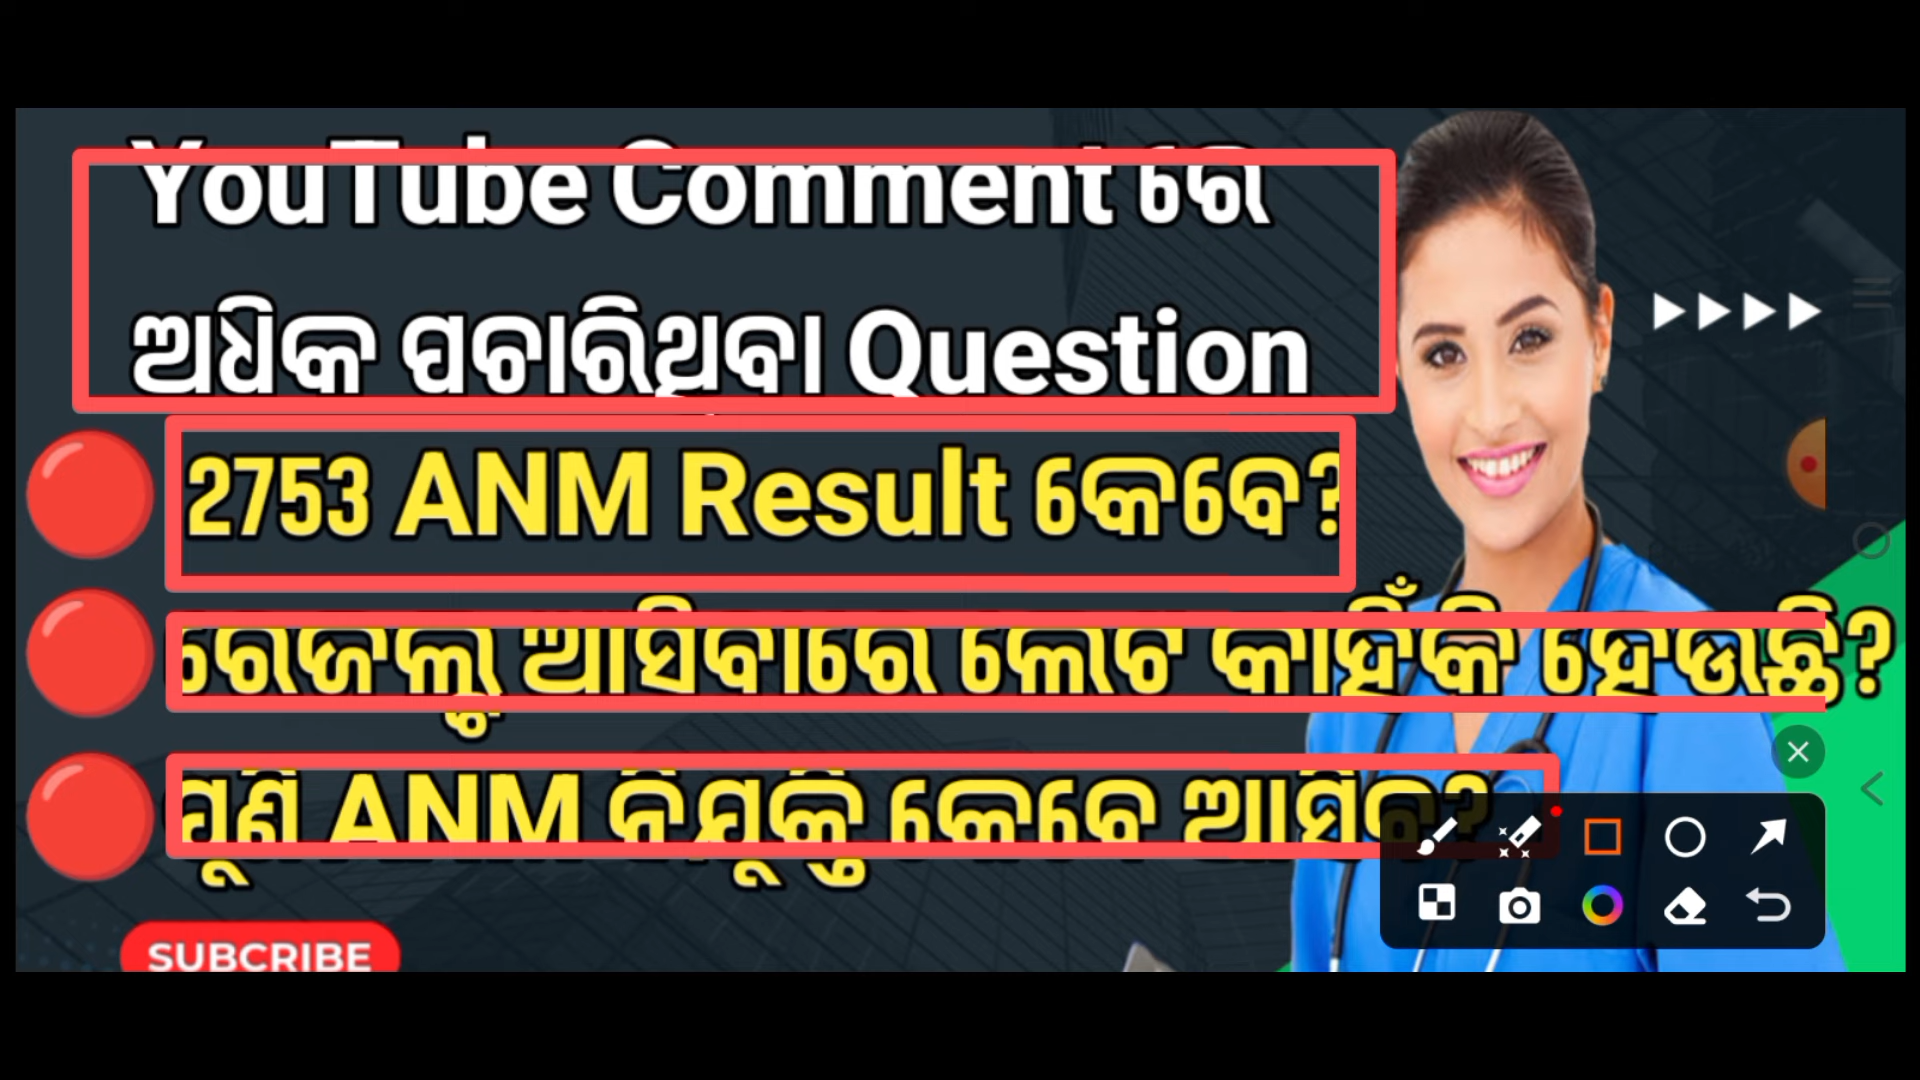 YouTube Comment ରେ
ଅଧିକ ପଚାରିଥିବା Question
2753 ANM Result କେବେ?
ରେଜଲ୍ଟ ଆସିବାରେ ଲେଟ କାହିଁକି ହେଉଛି?
ପୁଣି ANM ନିଯୁକ୍ତି କେବେ ଆସିବ?
SUBCRIBE